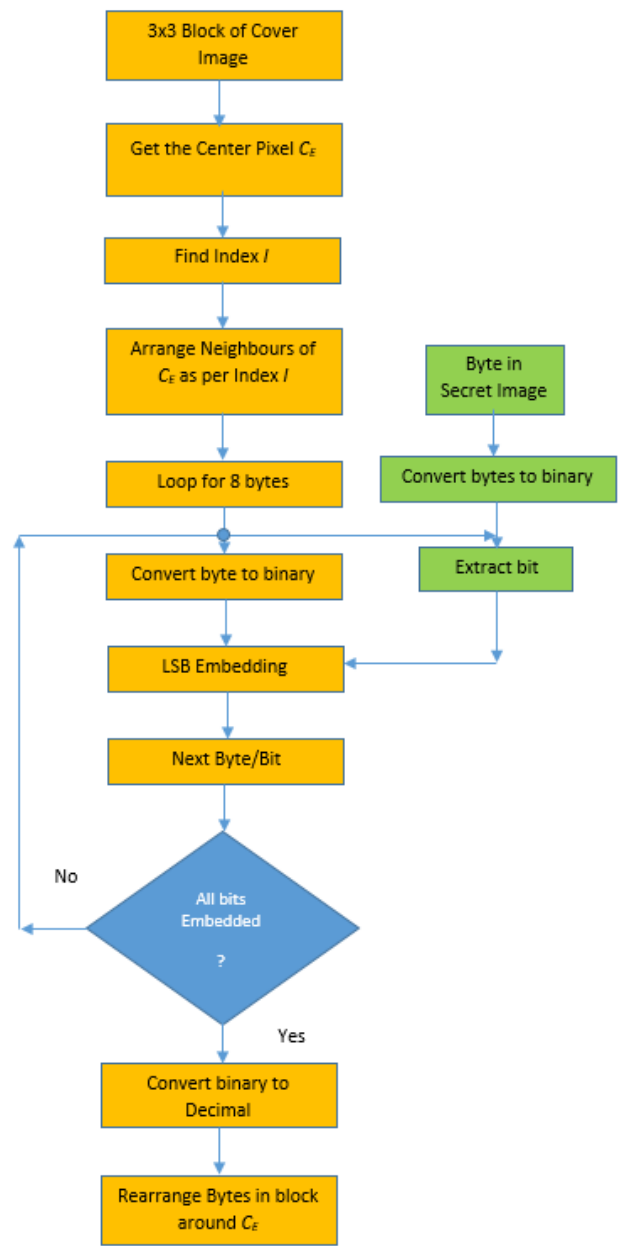 3x3 Block of Cover
Image
Get the Center Pixel CE
Find Index I
Arrange Neighbours of
CE as per Index I
Byte in
Secret Image
Loop for 8 bytes
Convert bytes to binary
Convert byte to binary
Extract bit
LSB Embedding
Next Byte/Bit
No
All bits
Embedded
?
Yes
Convert binary to
Decimal
Rearrange Bytes in block
around CE